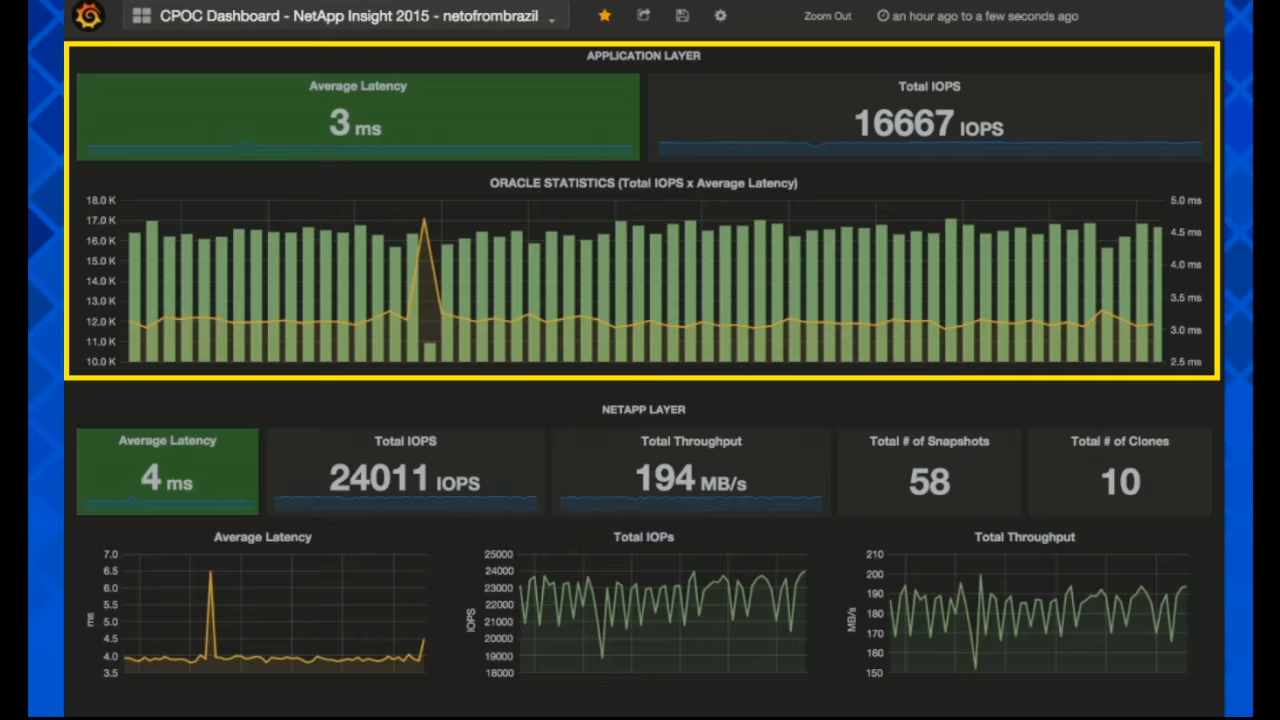 CPOC Dashboard - NetApp Insight 2015 - netofrombrazil
Zoom Out
an hour ago to a few seconds ago
APPLICATION LAYER
Average Latency
3 ms
Total IOPS
16667 IOPS
ORACLE STATISTICS (Total IOPS x Average Latency)
18.0 K
17.0 K
16.0 K
15.0 K
14.0 K
13.0 K
12.0 K
11.0 K
10.0 K
5.0 ms
4.5 ms
4.0 ms
3.5 ms
3.0 ms
2.5 ms
NETAPP LAYER
Average Latency
4 ms
Total IOPS
24011 IOPS
Total Throughput
194 MB/s
Total # of Snapshots
58
Total # of Clones
10
Average Latency
ms
7.0
6.5
6.0
5.5
5.0
4.5
4.0
3.5
Total IOPs
IOPS
25000
24000
23000
22000
21000
20000
19000
18000
Total Throughput
MB/s
210
200
190
180
170
160
150